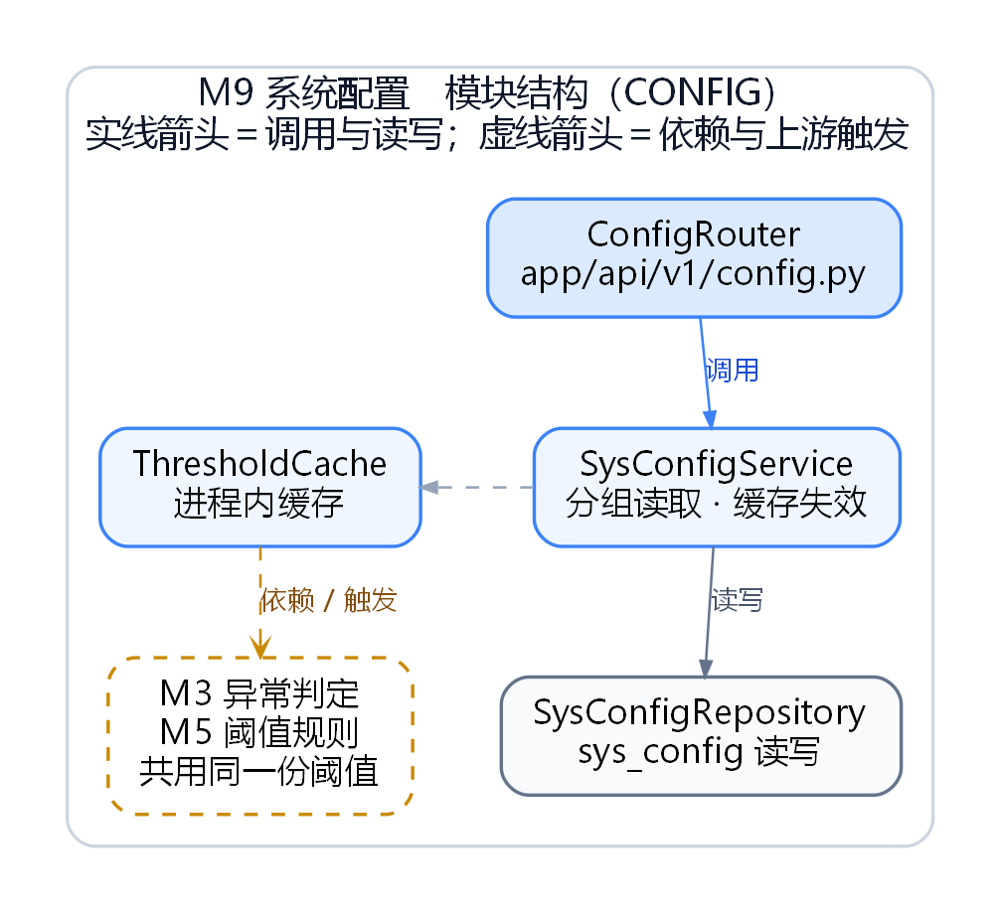 M9 系统配置　模块结构（CONFIG）
实线箭头＝调用与读写；虚线箭头＝依赖与上游触发
ConfigRouter
app/api/v1/config.py
调用
ThresholdCache
进程内缓存
SysConfigService
分组读取 · 缓存失效
依赖 / 触发
读写
M3 异常判定
M5 阈值规则
共用同一份阈值
SysConfigRepository
sys_config 读写